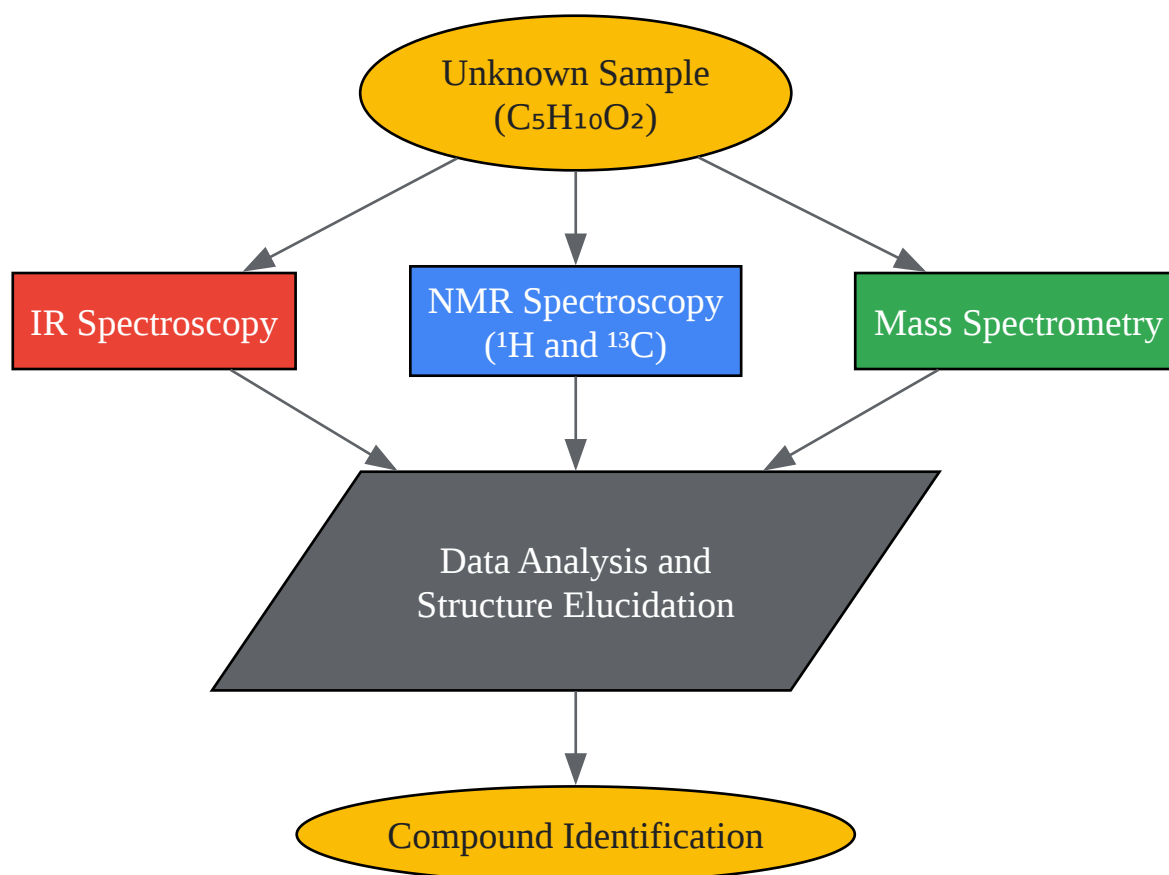 Unknown Sample
(C₅H₁₀O₂)
IR Spectroscopy
NMR Spectroscopy
(¹H and ¹³C)
Mass Spectrometry
Data Analysis and
Structure Elucidation
Compound Identification